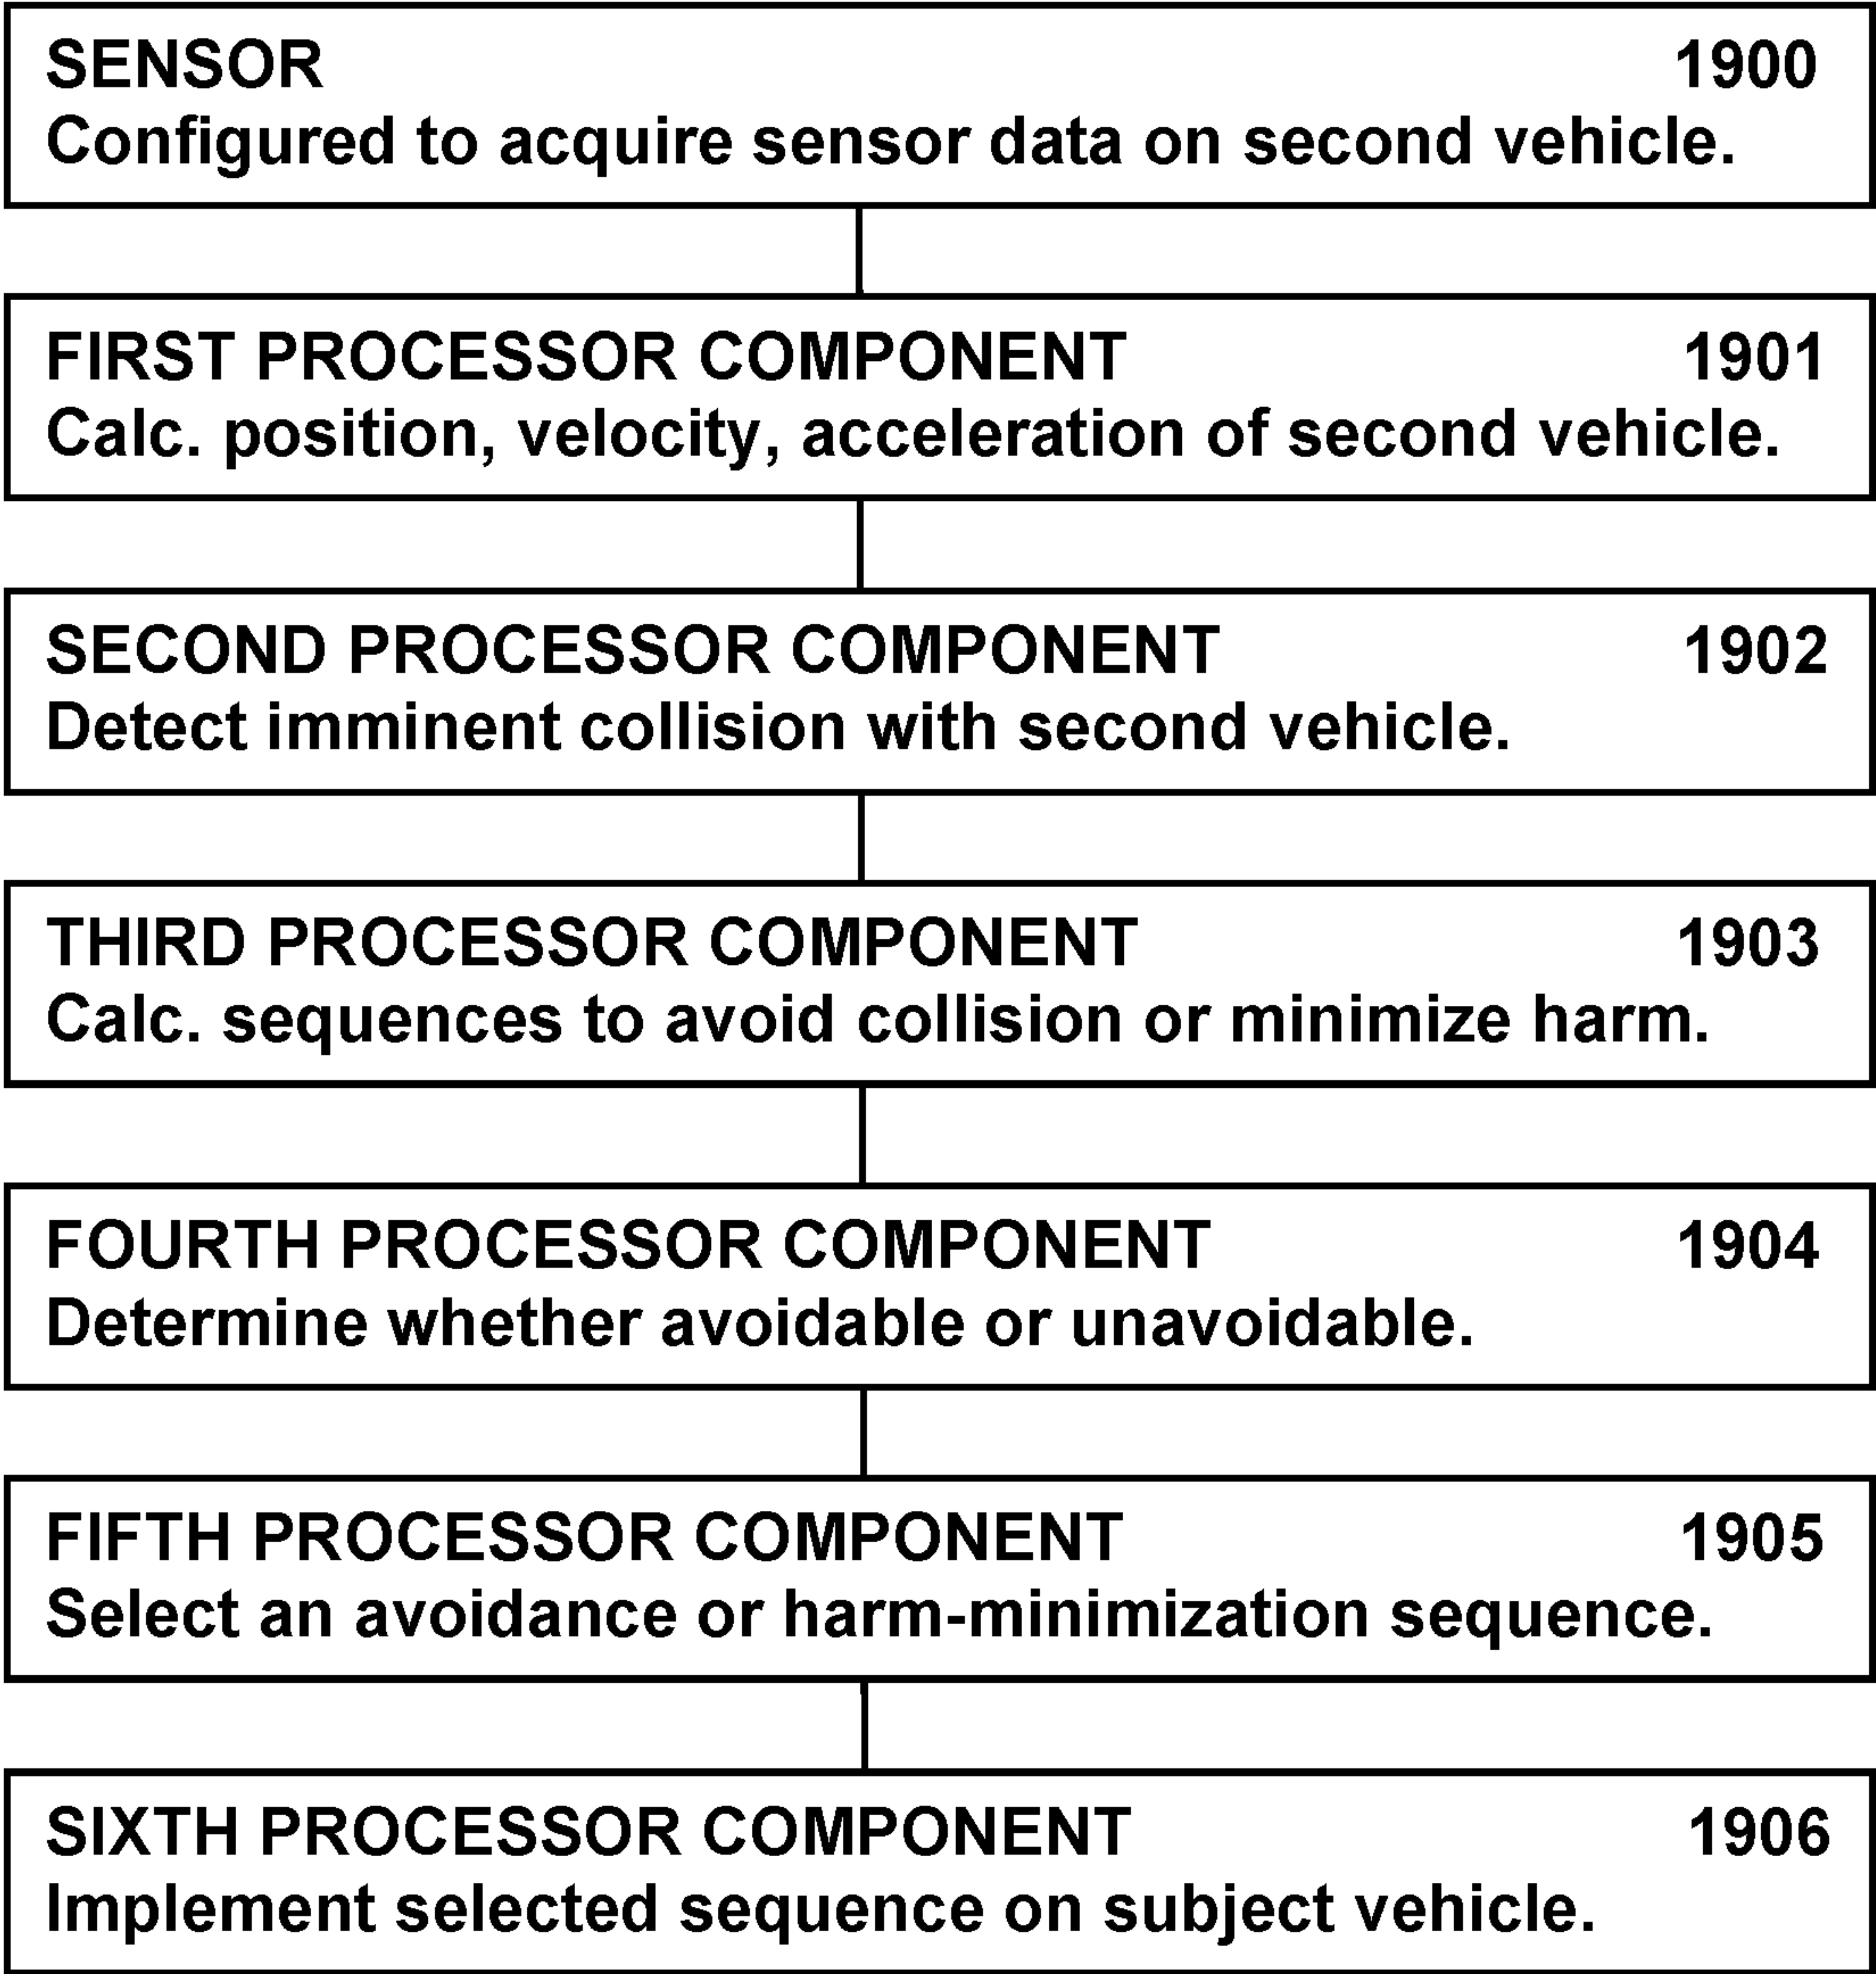 SENSOR 1900
Configured to acquire sensor data on second vehicle.
FIRST PROCESSOR COMPONENT 1901
Calc. position, velocity, acceleration of second vehicle.
SECOND PROCESSOR COMPONENT 1902
Detect imminent collision with second vehicle.
THIRD PROCESSOR COMPONENT 1903
Calc. sequences to avoid collision or minimize harm.
FOURTH PROCESSOR COMPONENT 1904
Determine whether avoidable or unavoidable.
FIFTH PROCESSOR COMPONENT 1905
Select an avoidance or harm-minimization sequence.
SIXTH PROCESSOR COMPONENT 1906
Implement selected sequence on subject vehicle.